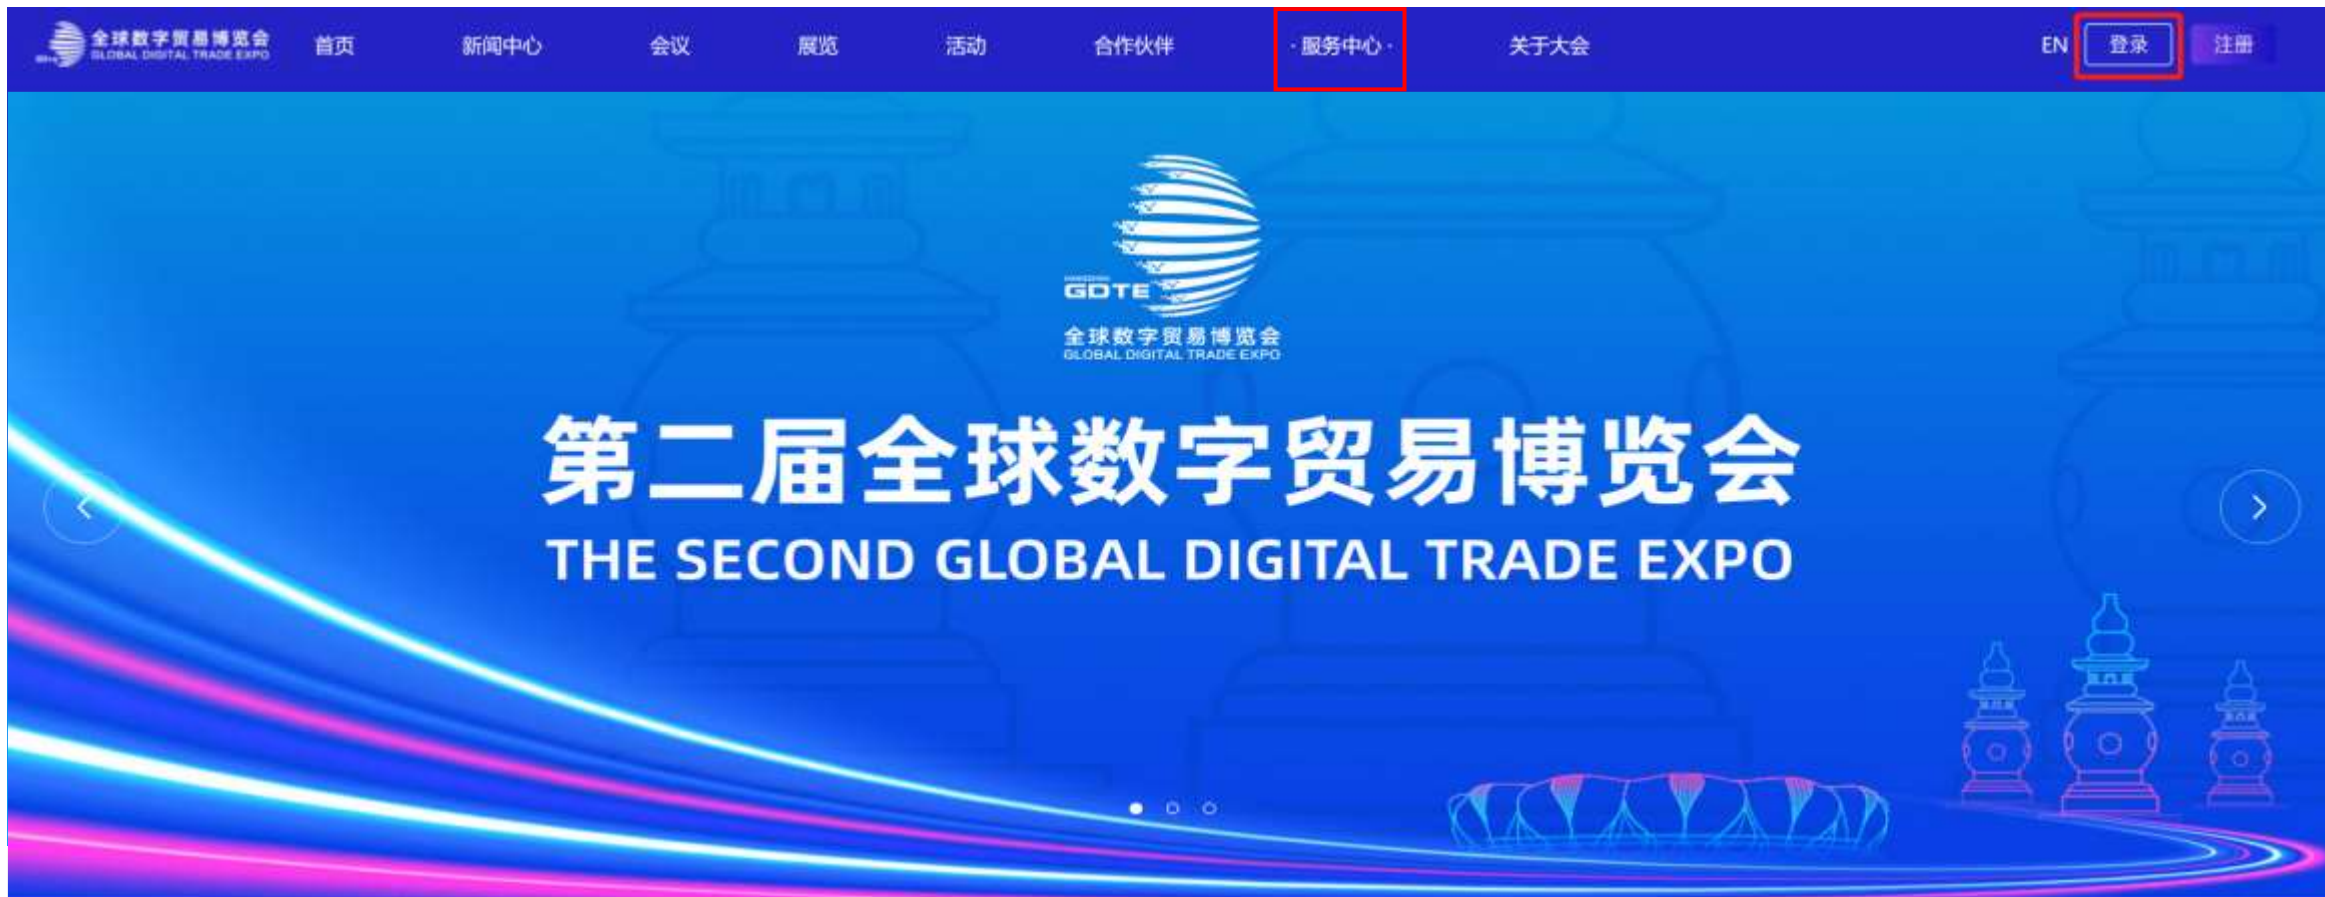 全球数字贸易博览会
GLOBAL DIGITAL TRADE EXPO
首页 新闻中心 会议 展览 活动 合作伙伴 ·服务中心· 关于大会 EN 登录 注册
GDTE
全球数字贸易博览会
GLOBAL DIGITAL TRADE EXPO
第二届全球数字贸易博览会
THE SECOND GLOBAL DIGITAL TRADE EXPO